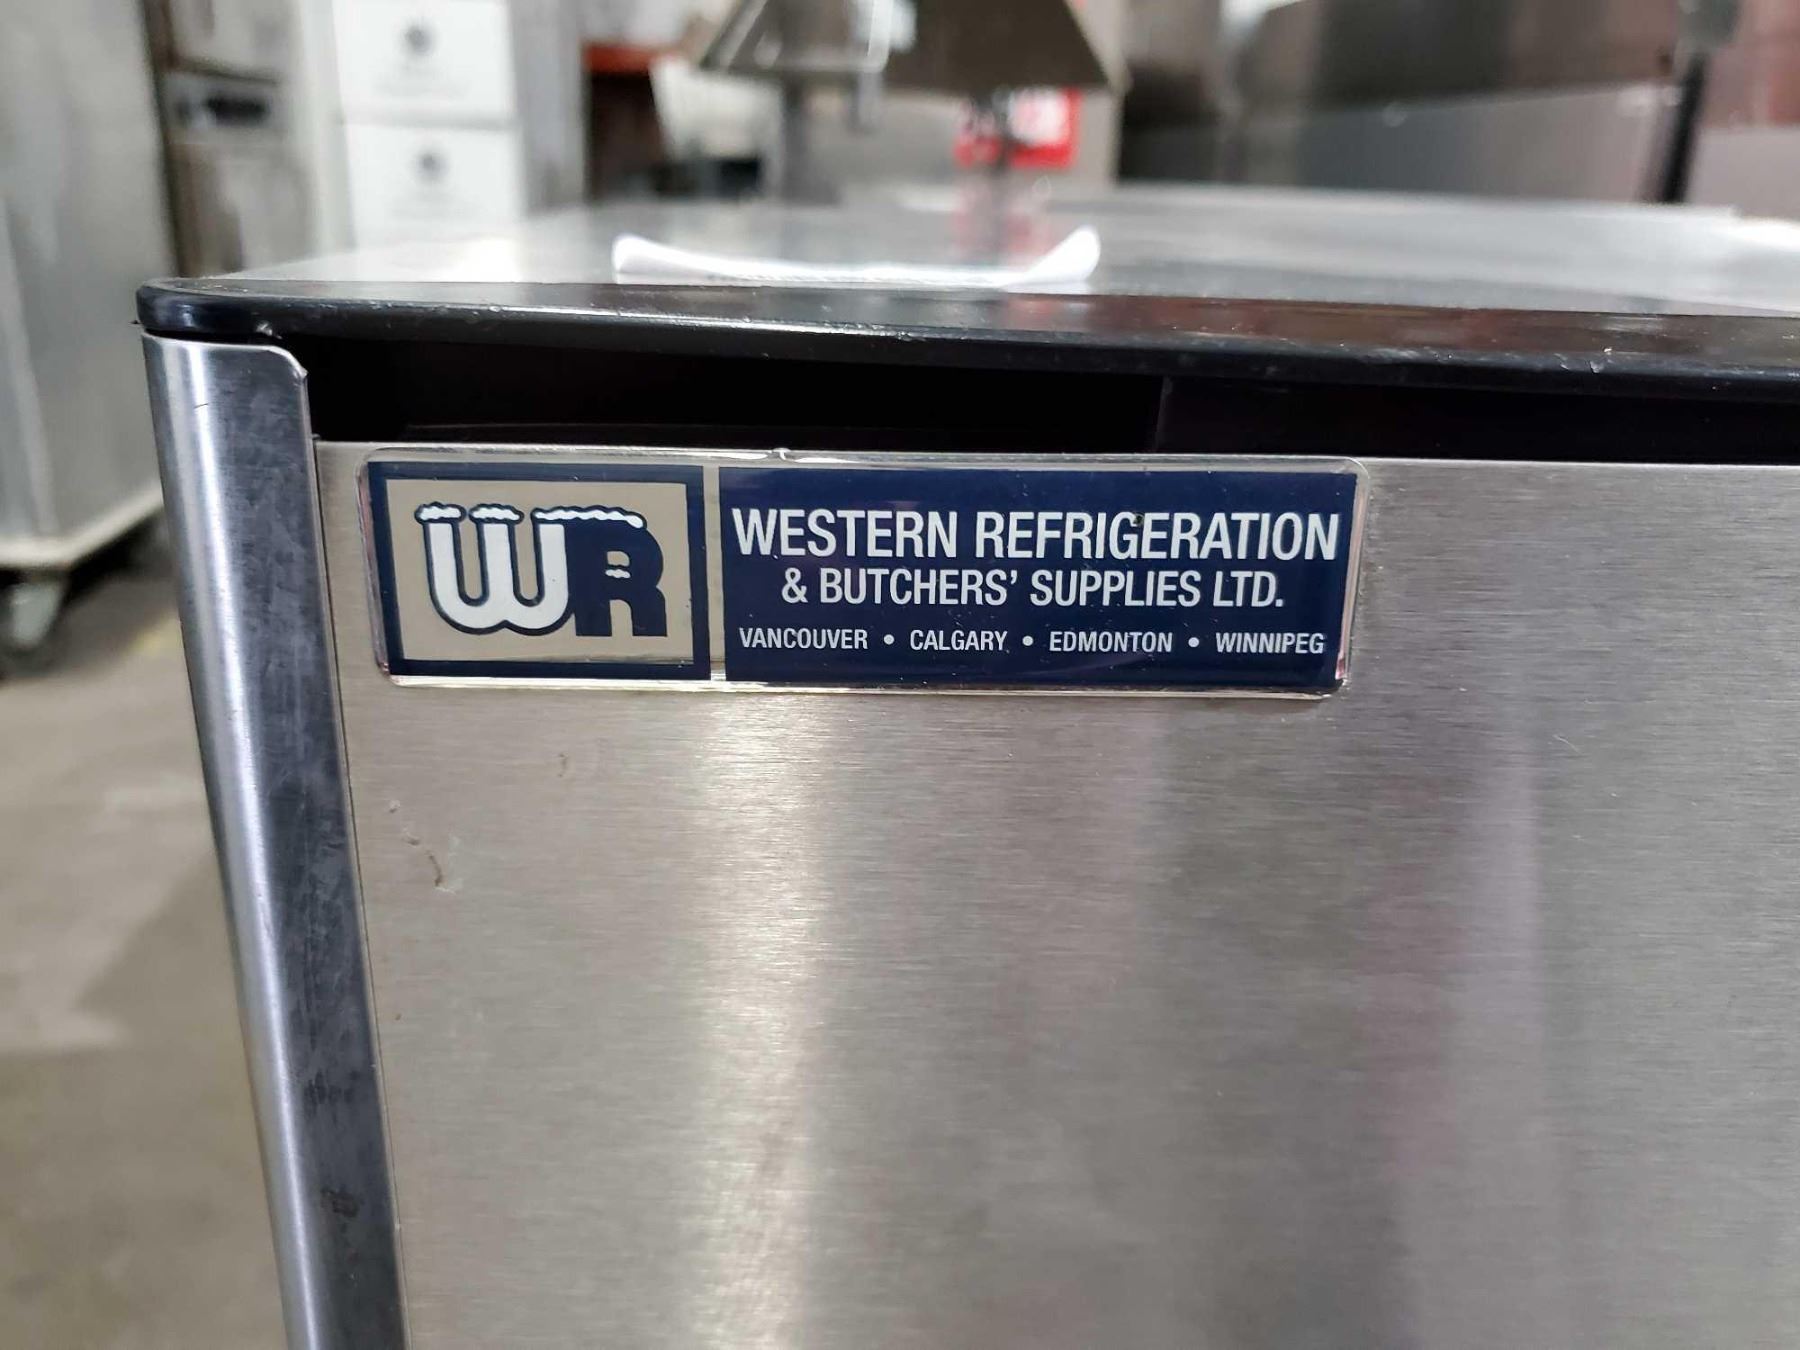 WR
WESTERN REFRIGERATION
& BUTCHERS' SUPPLIES LTD.
VANCOUVER • CALGARY • EDMONTON • WINNIPEG